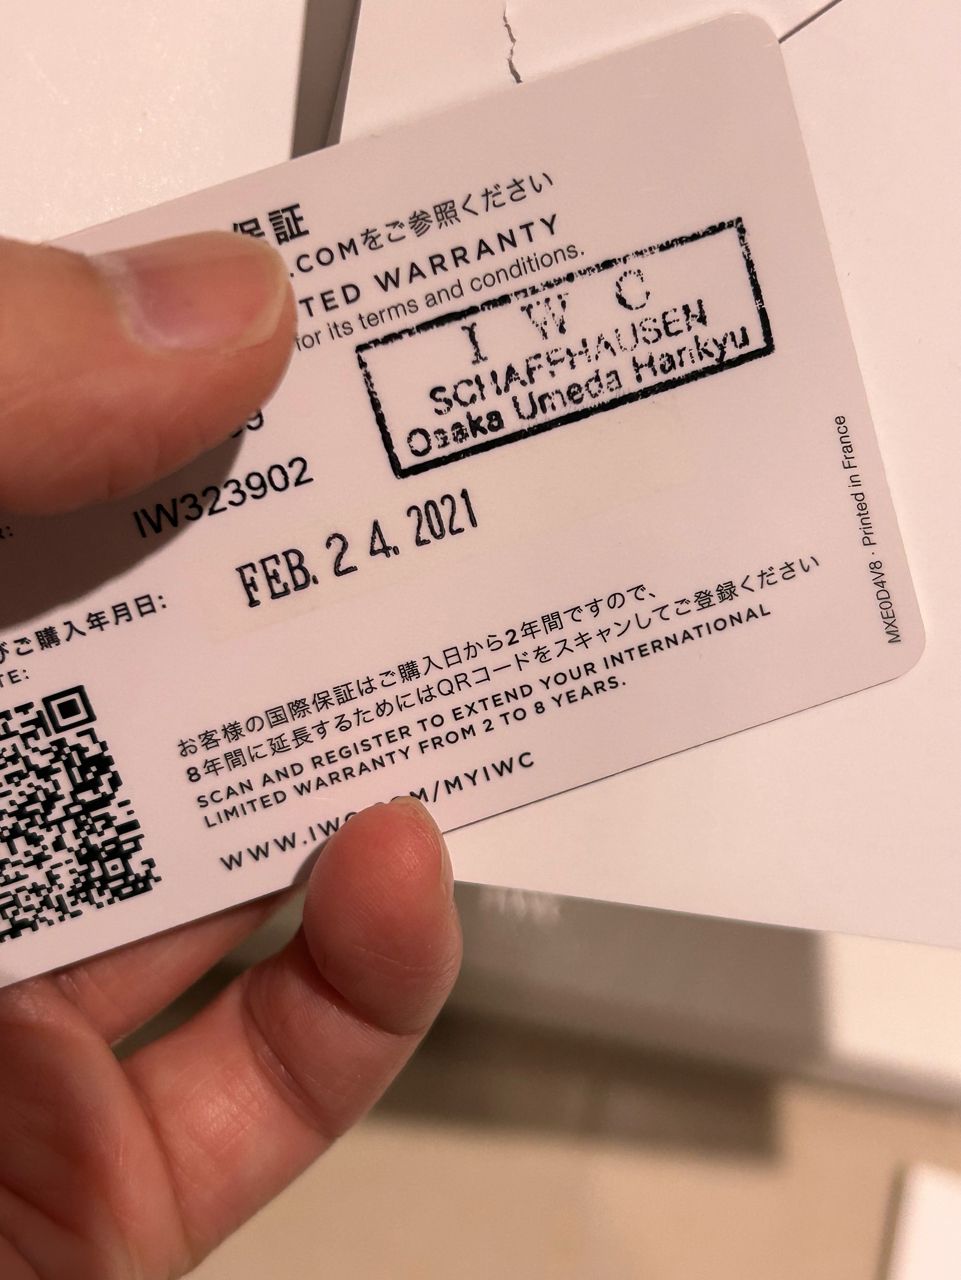 保証
.COMをご参照ください
TED WARRANTY
for its terms and conditions.
I W C
SCHAFFHAUSEN
Osaka Umeda Hankyu
IW323902
FEB. 24. 2021
ご購入年月日:
TE:
お客様の国際保証はご購入日から2年間ですので、
8年間に延長するためにはQRコードをスキャンしてご登録ください
SCAN AND REGISTER TO EXTEND YOUR INTERNATIONAL
LIMITED WARRANTY FROM 2 TO 8 YEARS.
WWW.IWC.COM/MYIWC
MXE0D4V8 · Printed in France